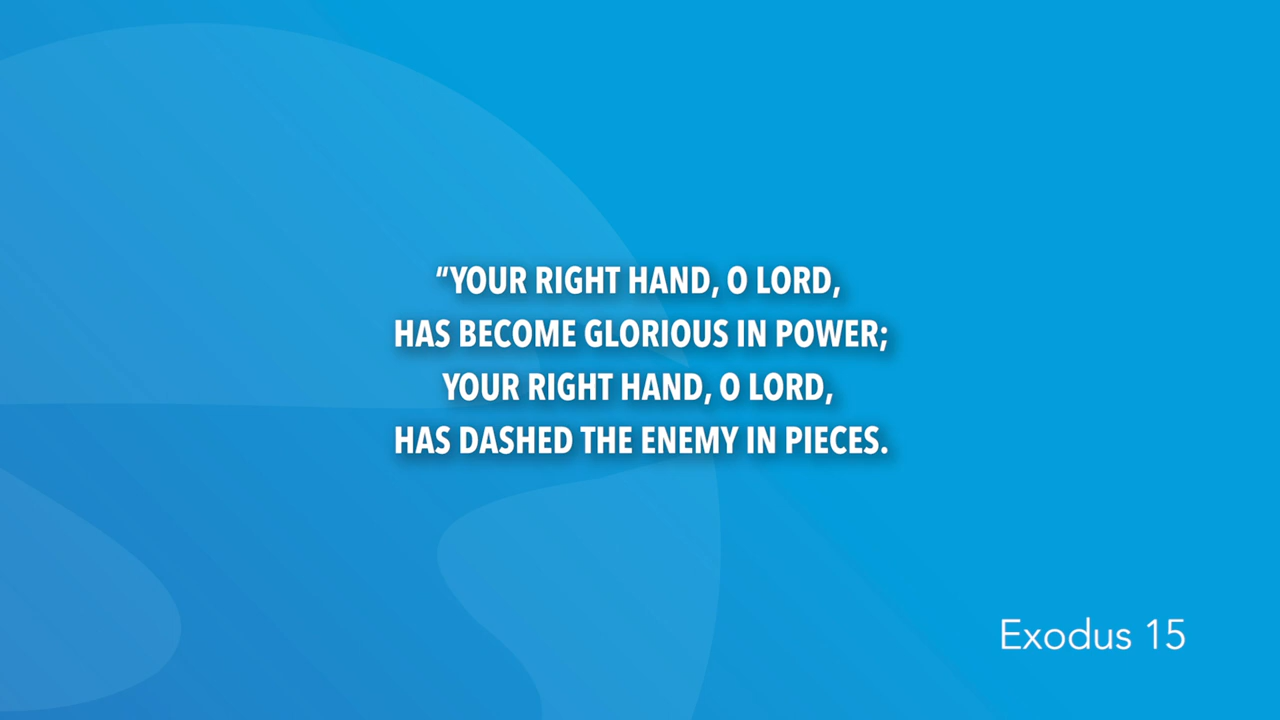 “YOUR RIGHT HAND, O LORD,
HAS BECOME GLORIOUS IN POWER;
YOUR RIGHT HAND, O LORD,
HAS DASHED THE ENEMY IN PIECES.
Exodus 15